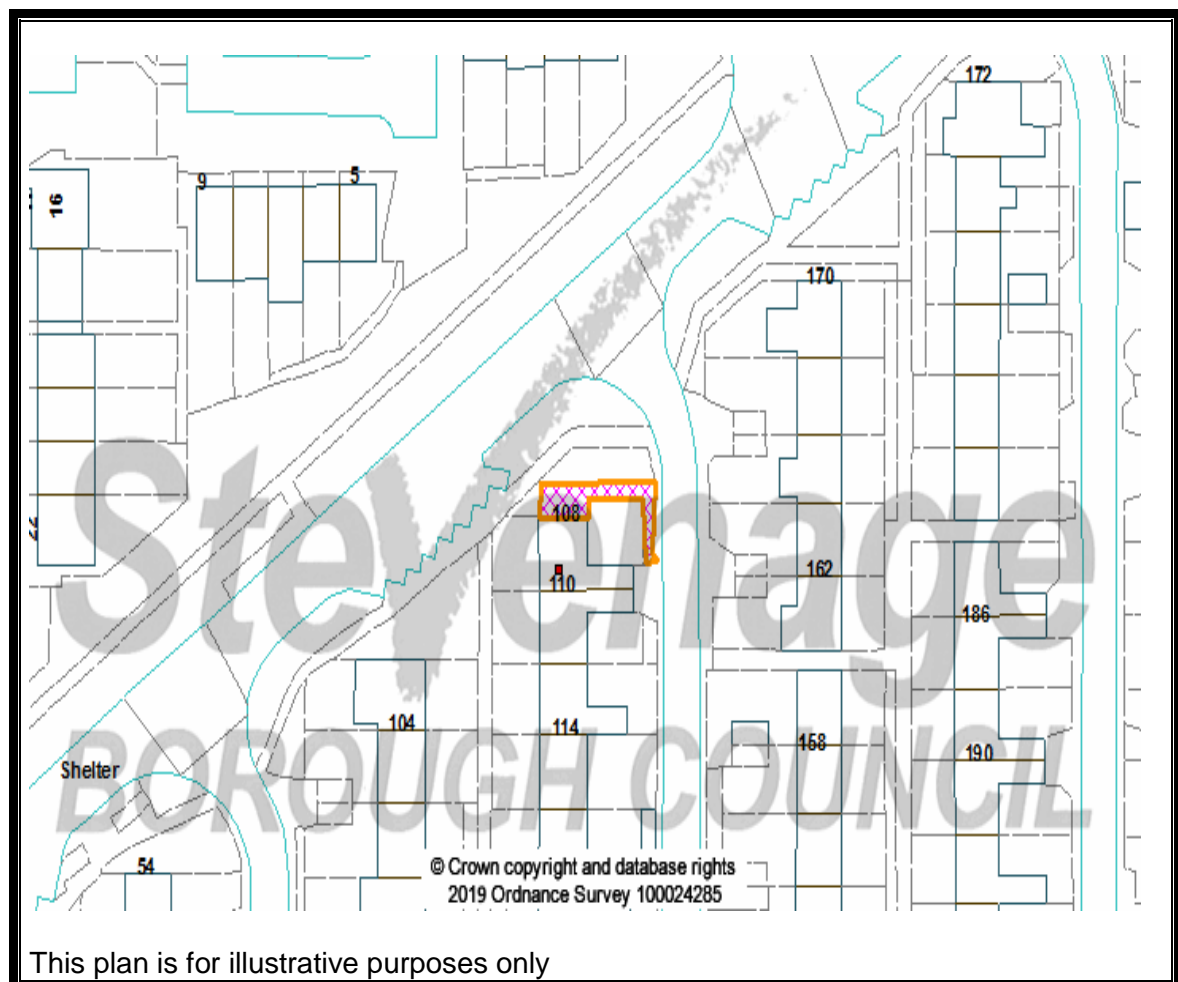 172
9
5
16
170
108
162
110
186
22
104
114
158
190
Shelter
54
Stevenage
BOROUGH COUNCIL
© Crown copyright and database rights
2019 Ordnance Survey 100024285
This plan is for illustrative purposes only